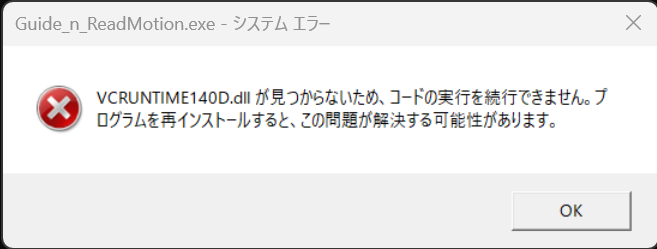 Guide_n_ReadMotion.exe - システム エラー
VCRUNTIME140D.dll が見つからないため、コードの実行を続行できません。プ
ログラムを再インストールすると、この問題が解決する可能性があります。
OK